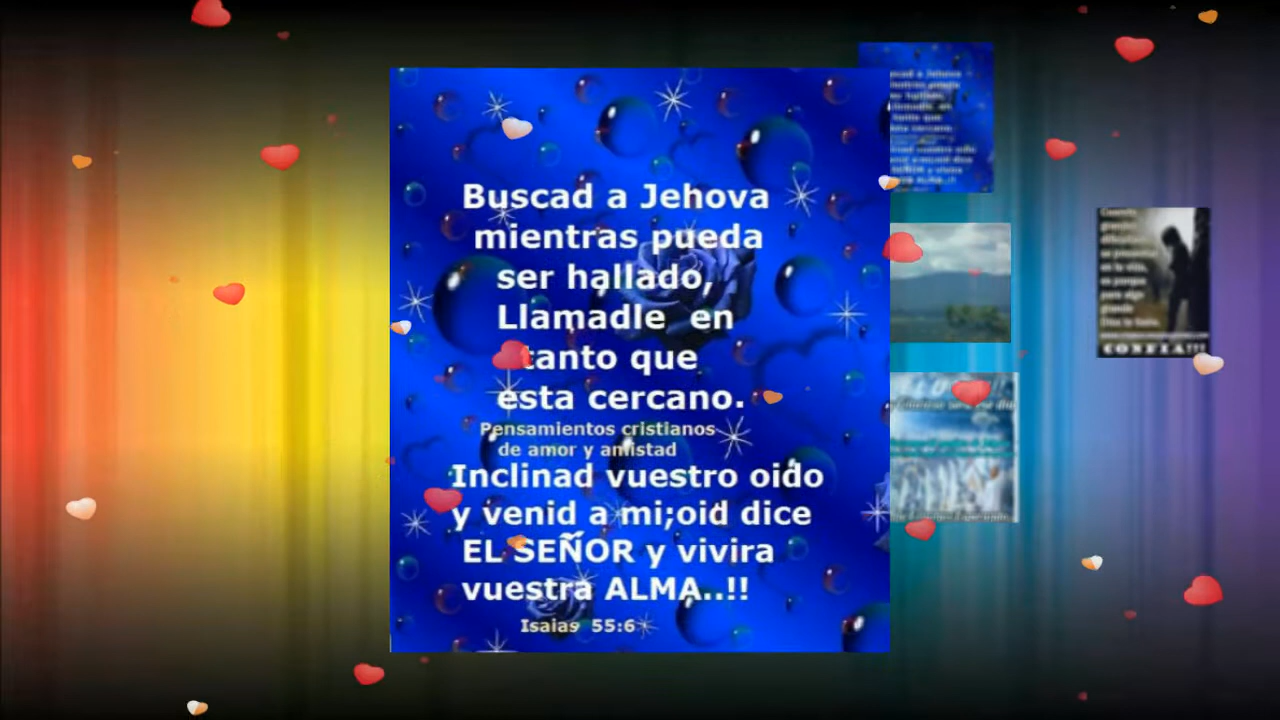 Buscad a Jehova
mientras pueda
ser hallado,
Llamadle en
tanto que
esta cercano.
Pensamientos cristianos
de amor y amistad
Inclinad vuestro oido
y venid a mi;oid dice
EL SEÑOR y vivira
vuestra ALMA..!!
Isaias 55:6
CONFIA!!!